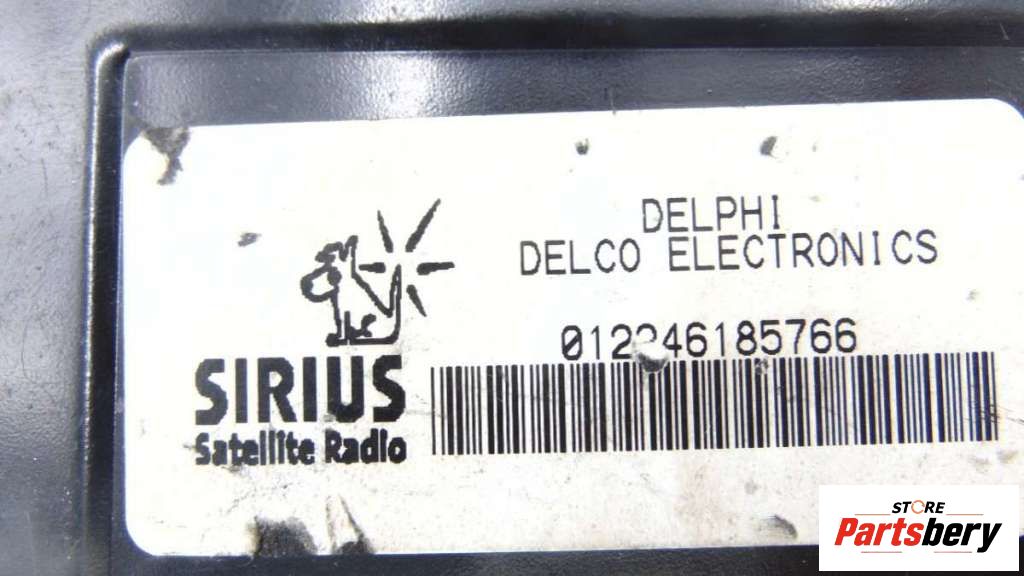 DELPHI
DELCO ELECTRONICS
SIRIUS
Satellite Radio
STORE
Partsbery